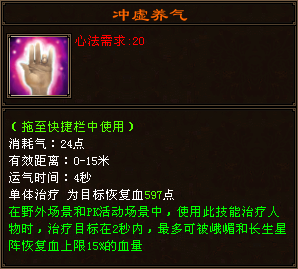 冲虚养气
心法需求:20
(拖至快捷栏中使用)
消耗气：24点
有效距离：0-15米
运气时间：4秒
单体治疗 为目标恢复血597点
在野外场景和PK活动场景中，使用此技能治疗人
物时，治疗目标在2秒内，最多可被峨嵋和长生星
阵恢复血上限15%的血量